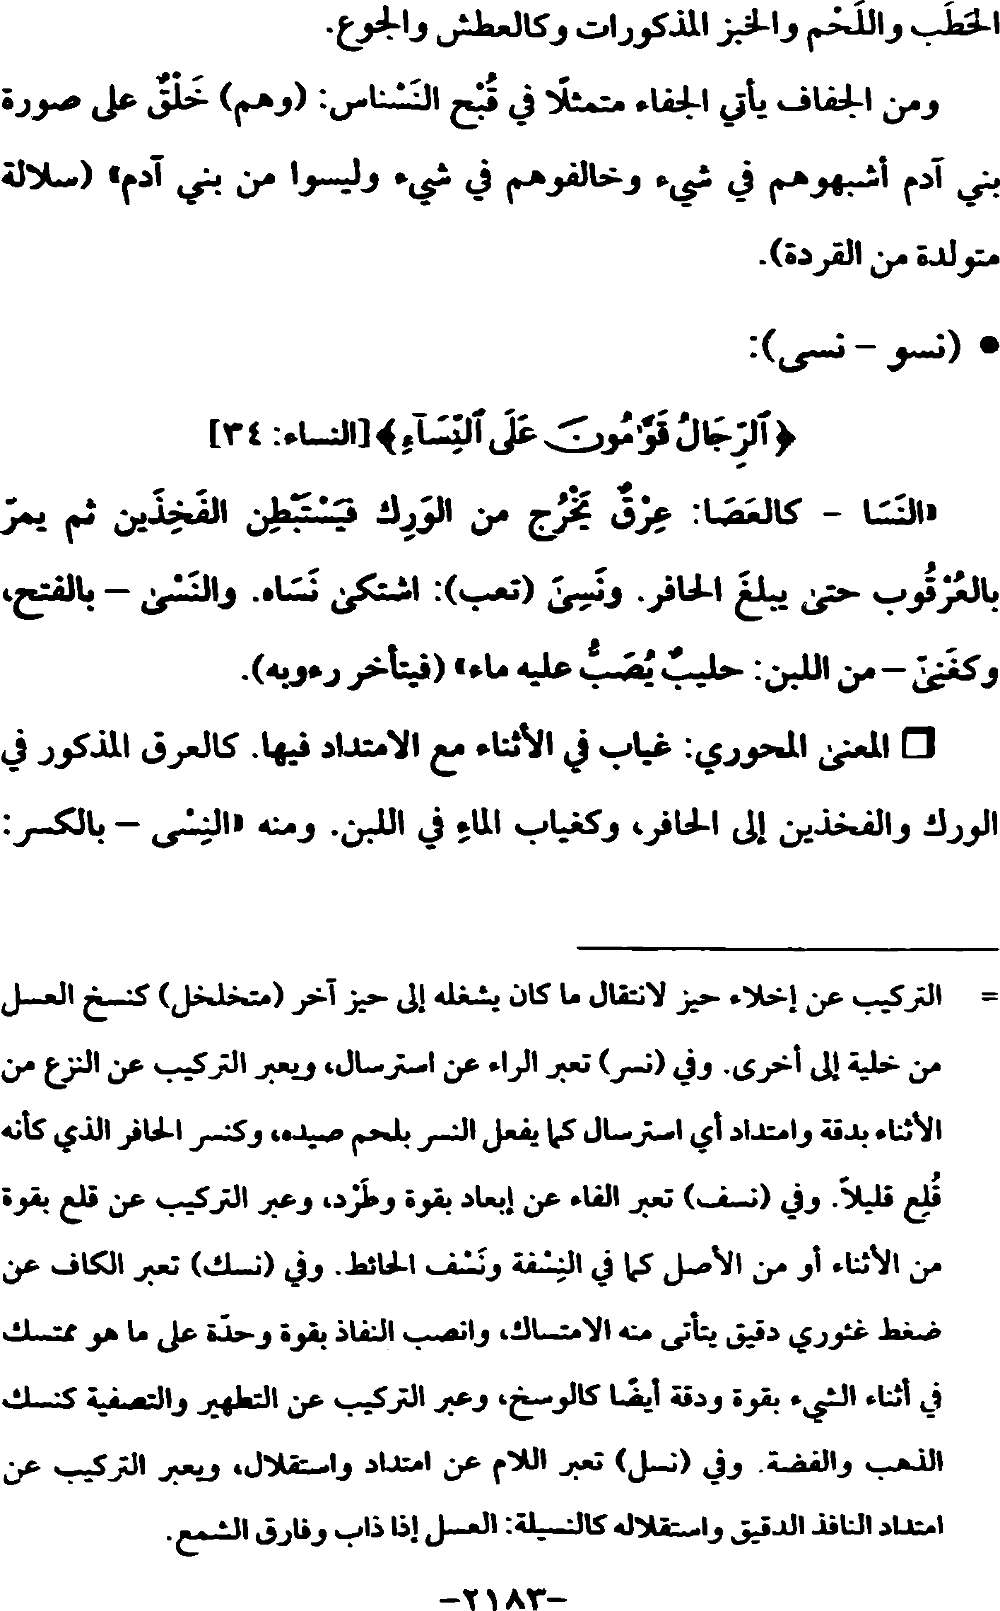 الحَطَب واللَحْم والخبز المذكورات وكالعطش والجوع.
ومن الجفاف يأتي الجفاء متمثلًا في قُبْح النَسْناس: (وهم) خَلْقٌ على صورة
بني آدم أشبهوهم في شيء وخالفوهم في شيء وليسوا من بني آدم» (سلالة
متولدة من القردة).
• (نسو - نسى):
﴿ٱلرِّجَالُ قَوَّٰمُونَ عَلَى ٱلنِّسَآءِ﴾ [النساء: ٣٤]
«النَسَا - كالعَصَا: عِرْقٌ يَخْرُج من الوَرِك فيَسْتَبْطِن الفَخِذَين ثم يمرّ
بالعُرْقُوب حتى يبلغَ الحافر. ونَسِىَ (تعب): اشتكى نَسَاه. والنَسْى - بالفتح،
وكغَنِىّ - من اللبن: حليبٌ يُصَبُّ عليه ماء» (فيتأخر رءوبه).
□ المعنى المحوري: غياب في الأثناء مع الامتداد فيها. كالعرق المذكور في
الورك والفخذين إلى الحافر، وكغياب الماءِ في اللبن. ومنه «النِسْى - بالكسر:
= التركيب عن إخلاء حيز لانتقال ما كان يشغله إلى حيز آخر (متخلخل) كنسخ العسل
من خلية إلى أخرى. وفي (نسر) تعبر الراء عن استرسال، ويعبر التركيب عن النزع من
الأثناء بدقة وامتداد أي استرسال كما يفعل النسر بلحم صيده، وكنسر الحافر الذي كأنه
قُلِع قليلاً. وفي (نسف) تعبر الفاء عن إبعاد بقوة وطَرْد، وعبر التركيب عن قلع بقوة
من الأثناء أو من الأصل كما في النِسْفة ونَسْف الحائط. وفي (نسك) تعبر الكاف عن
ضغط غئوري دقيق يتأتى منه الامتساك، وانصب النفاذ بقوة وحدّة على ما هو ممتسك
في أثناء الشيء بقوة ودقة أيضًا كالوسخ، وعبر التركيب عن التطهير والتصفية كنسك
الذهب والفضة. وفي (نسل) تعبر اللام عن امتداد واستقلال، ويعبر التركيب عن
امتداد النافذ الدقيق واستقلاله كالنسيلة: العسل إذا ذاب وفارق الشمع.
-٢١٨٣-